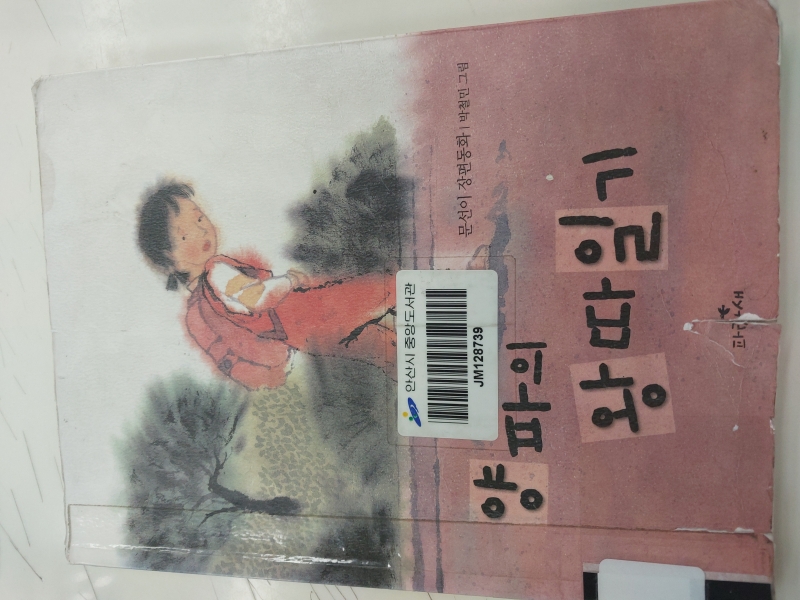 문선이 장편동화 | 박철민 그림
안산시 중앙도서관
JM128739
양파의
왕따일기
파랑새